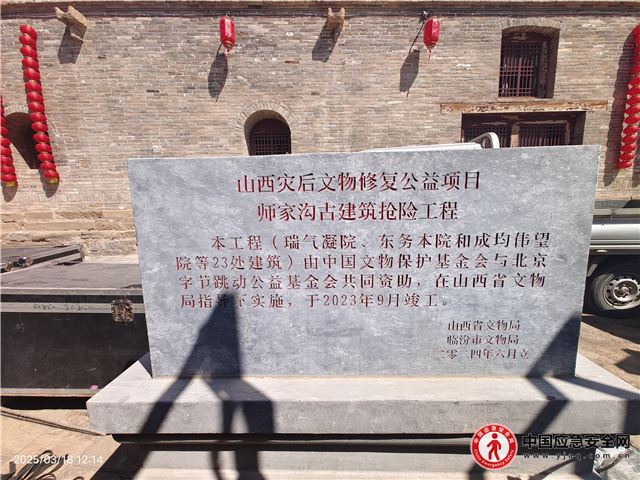 山西灾后文物修复公益项目
师家沟古建筑抢险工程
本工程（瑞气凝院、东务本院和成均伟望
院等23处建筑）由中国文物保护基金会与北京
字节跳动公益基金会共同资助，在山西省文物
局指导下实施，于2023年9月竣工。
山西省文物局
临汾市文物局
二零二四年六月立
2025/03/18 12:14
中国应急安全网
www.yjaq.com.cn